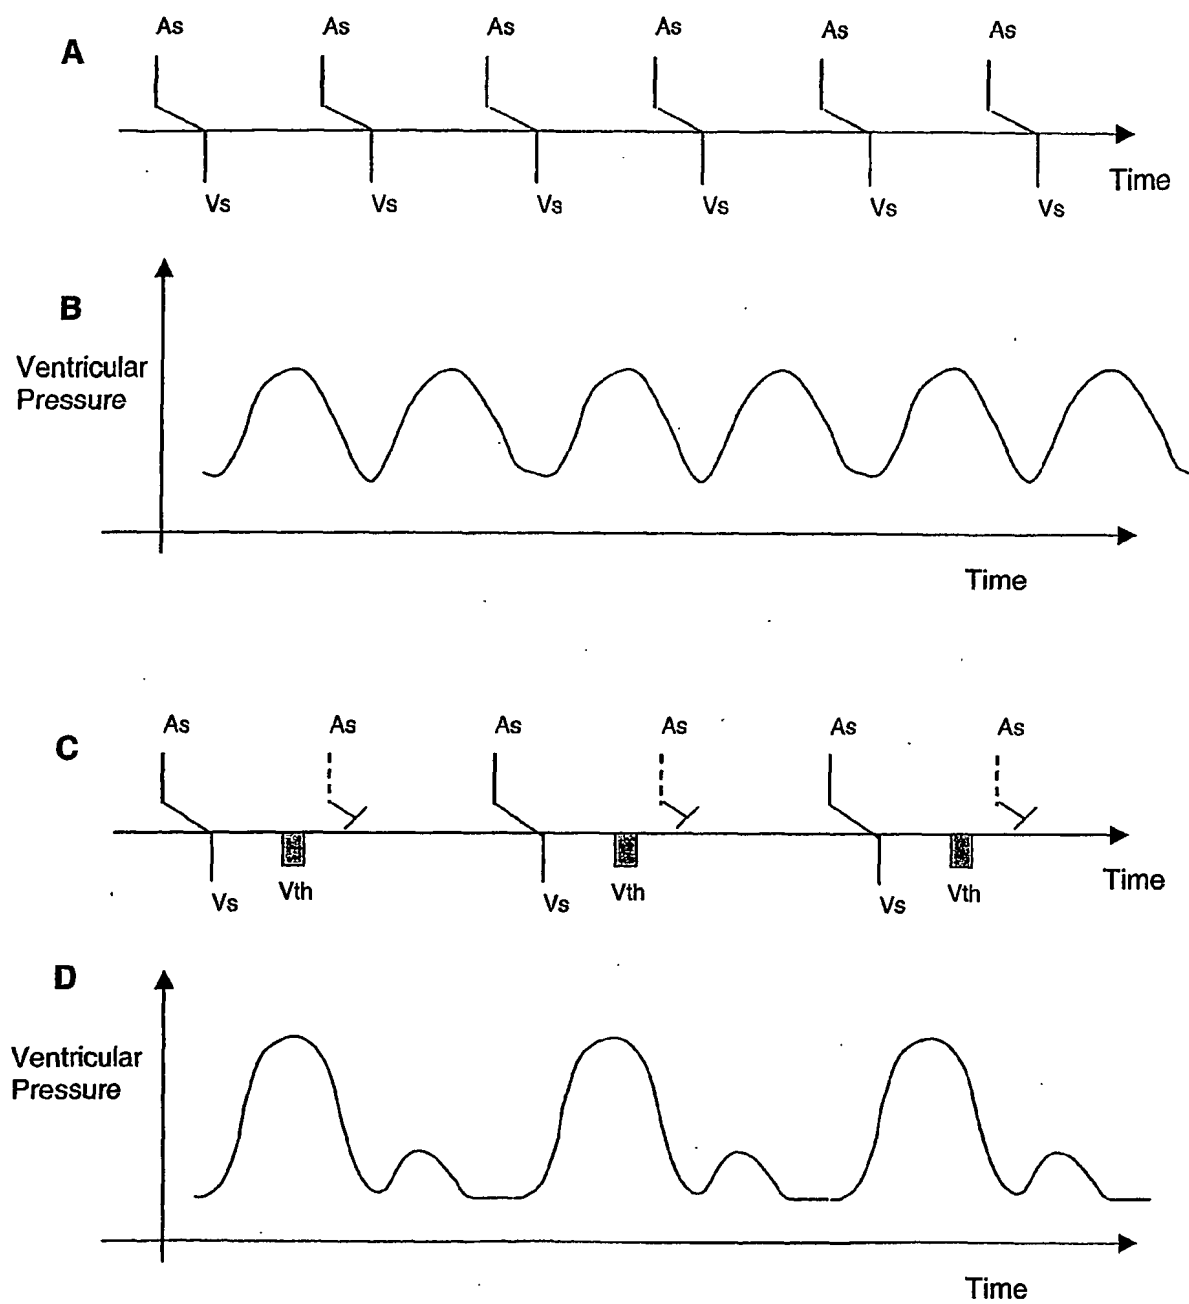 A
As As As As As As
Time
Vs Vs Vs Vs Vs Vs
B
Ventricular
Pressure
Time
C
As As As As As As
Time
Vs Vth Vs Vth Vs Vth
D
Ventricular
Pressure
Time